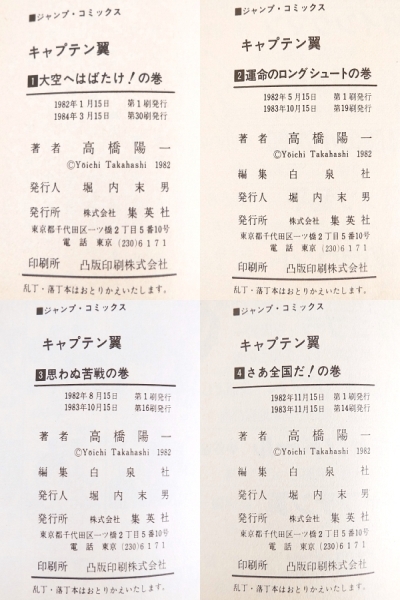 ■ジャンプ・コミックス
キャプテン翼
1大空へはばたけ!の巻
1982年1月15日 第1刷発行
1984年3月15日 第30刷発行
著者 高橋陽一
©Yōichi Takahashi 1982
発行人 堀内末男
発行所 株式会社 集英社
東京都千代田区一ツ橋2丁目5番10号
電話 東京(230)6171
印刷所 凸版印刷株式会社
乱丁・落丁本はおとりかえいたします。
■ジャンプ・コミックス
キャプテン翼
2運命のロングシュートの巻
1982年5月15日 第1刷発行
1983年10月15日 第19刷発行
著者 高橋陽一
©Yōichi Takahashi 1982
編集 白泉社
発行人 堀内末男
発行所 株式会社 集英社
東京都千代田区一ツ橋2丁目5番10号
電話 東京(230)6171
印刷所 凸版印刷株式会社
乱丁・落丁本はおとりかえいたします。
■ジャンプ・コミックス
キャプテン翼
3思わぬ苦戦の巻
1982年8月15日 第1刷発行
1983年10月15日 第16刷発行
著者 高橋陽一
©Yōichi Takahashi 1982
編集 白泉社
発行人 堀内末男
発行所 株式会社 集英社
東京都千代田区一ツ橋2丁目5番10号
電話 東京(230)6171
印刷所 凸版印刷株式会社
乱丁・落丁本はおとりかえいたします。
■ジャンプ・コミックス
キャプテン翼
4さあ全国だ!の巻
1982年11月15日 第1刷発行
1983年11月15日 第14刷発行
著者 高橋陽一
©Yōichi Takahashi 1982
編集 白泉社
発行人 堀内末男
発行所 株式会社 集英社
東京都千代田区一ツ橋2丁目5番10号
電話 東京(230)6171
印刷所 凸版印刷株式会社
乱丁・落丁本はおとりかえいたします。